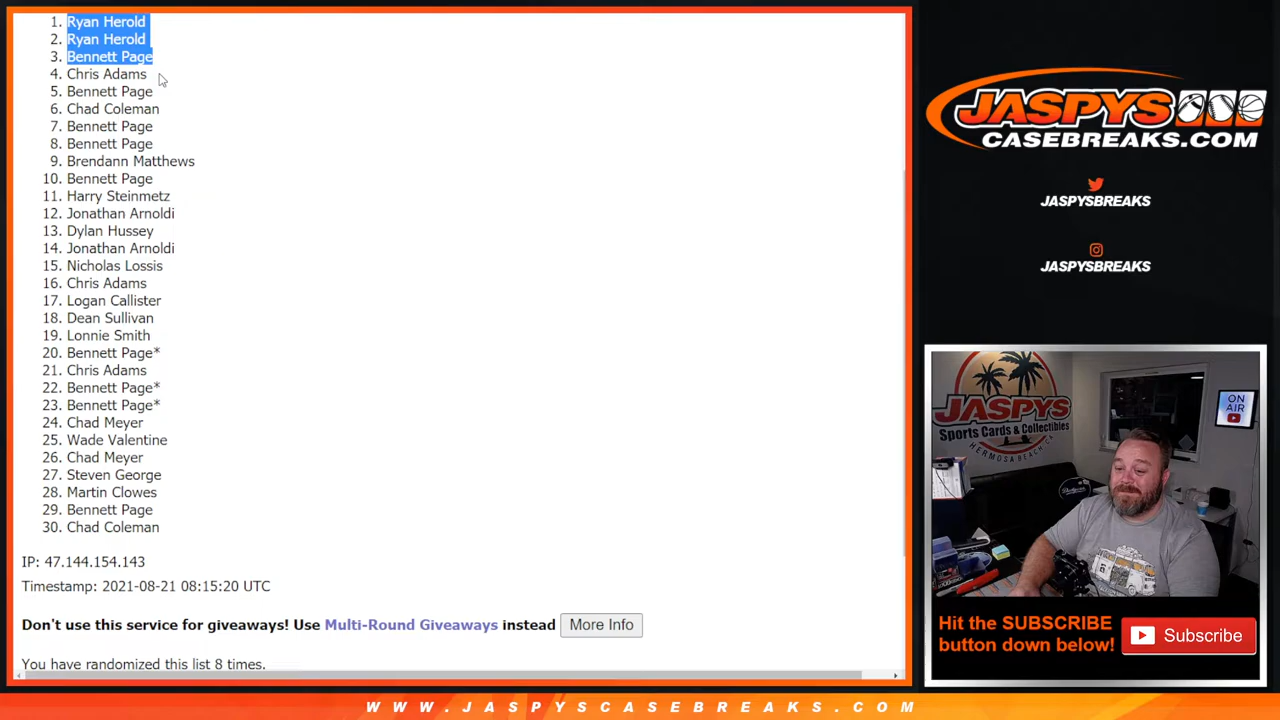 1. Ryan Herold
2. Ryan Herold
3. Bennett Page
4. Chris Adams
5. Bennett Page
6. Chad Coleman
7. Bennett Page
8. Bennett Page
9. Brendann Matthews
10. Bennett Page
11. Harry Steinmetz
12. Jonathan Arnoldi
13. Dylan Hussey
14. Jonathan Arnoldi
15. Nicholas Lossis
16. Chris Adams
17. Logan Callister
18. Dean Sullivan
19. Lonnie Smith
20. Bennett Page*
21. Chris Adams
22. Bennett Page*
23. Bennett Page*
24. Chad Meyer
25. Wade Valentine
26. Chad Meyer
27. Steven George
28. Martin Clowes
29. Bennett Page
30. Chad Coleman
IP: 47.144.154.143
Timestamp: 2021-08-21 08:15:20 UTC
Don't use this service for giveaways! Use Multi-Round Giveaways instead More Info
You have randomized this list 8 times.
JASPYS
CASEBREAKS.COM
JASPYSBREAKS
JASPYSBREAKS
JASPYS
Sports Cards & Collectibles
HERMOSA BEACH, CA
ON
AIR
Hit the SUBSCRIBE
button down below!
Subscribe
WWW.JASPYSCASEBREAKS.COM